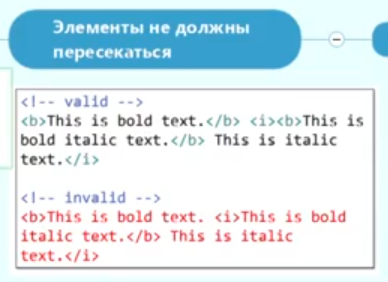 Элементы не должны
пересекаться
<!-- valid -->
<b>This is bold text.</b> <i><b>This is
bold italic text.</b> This is italic
text.</i>
<!-- invalid -->
<b>This is bold text. <i>This is bold
italic text.</b> This is italic
text.</i>